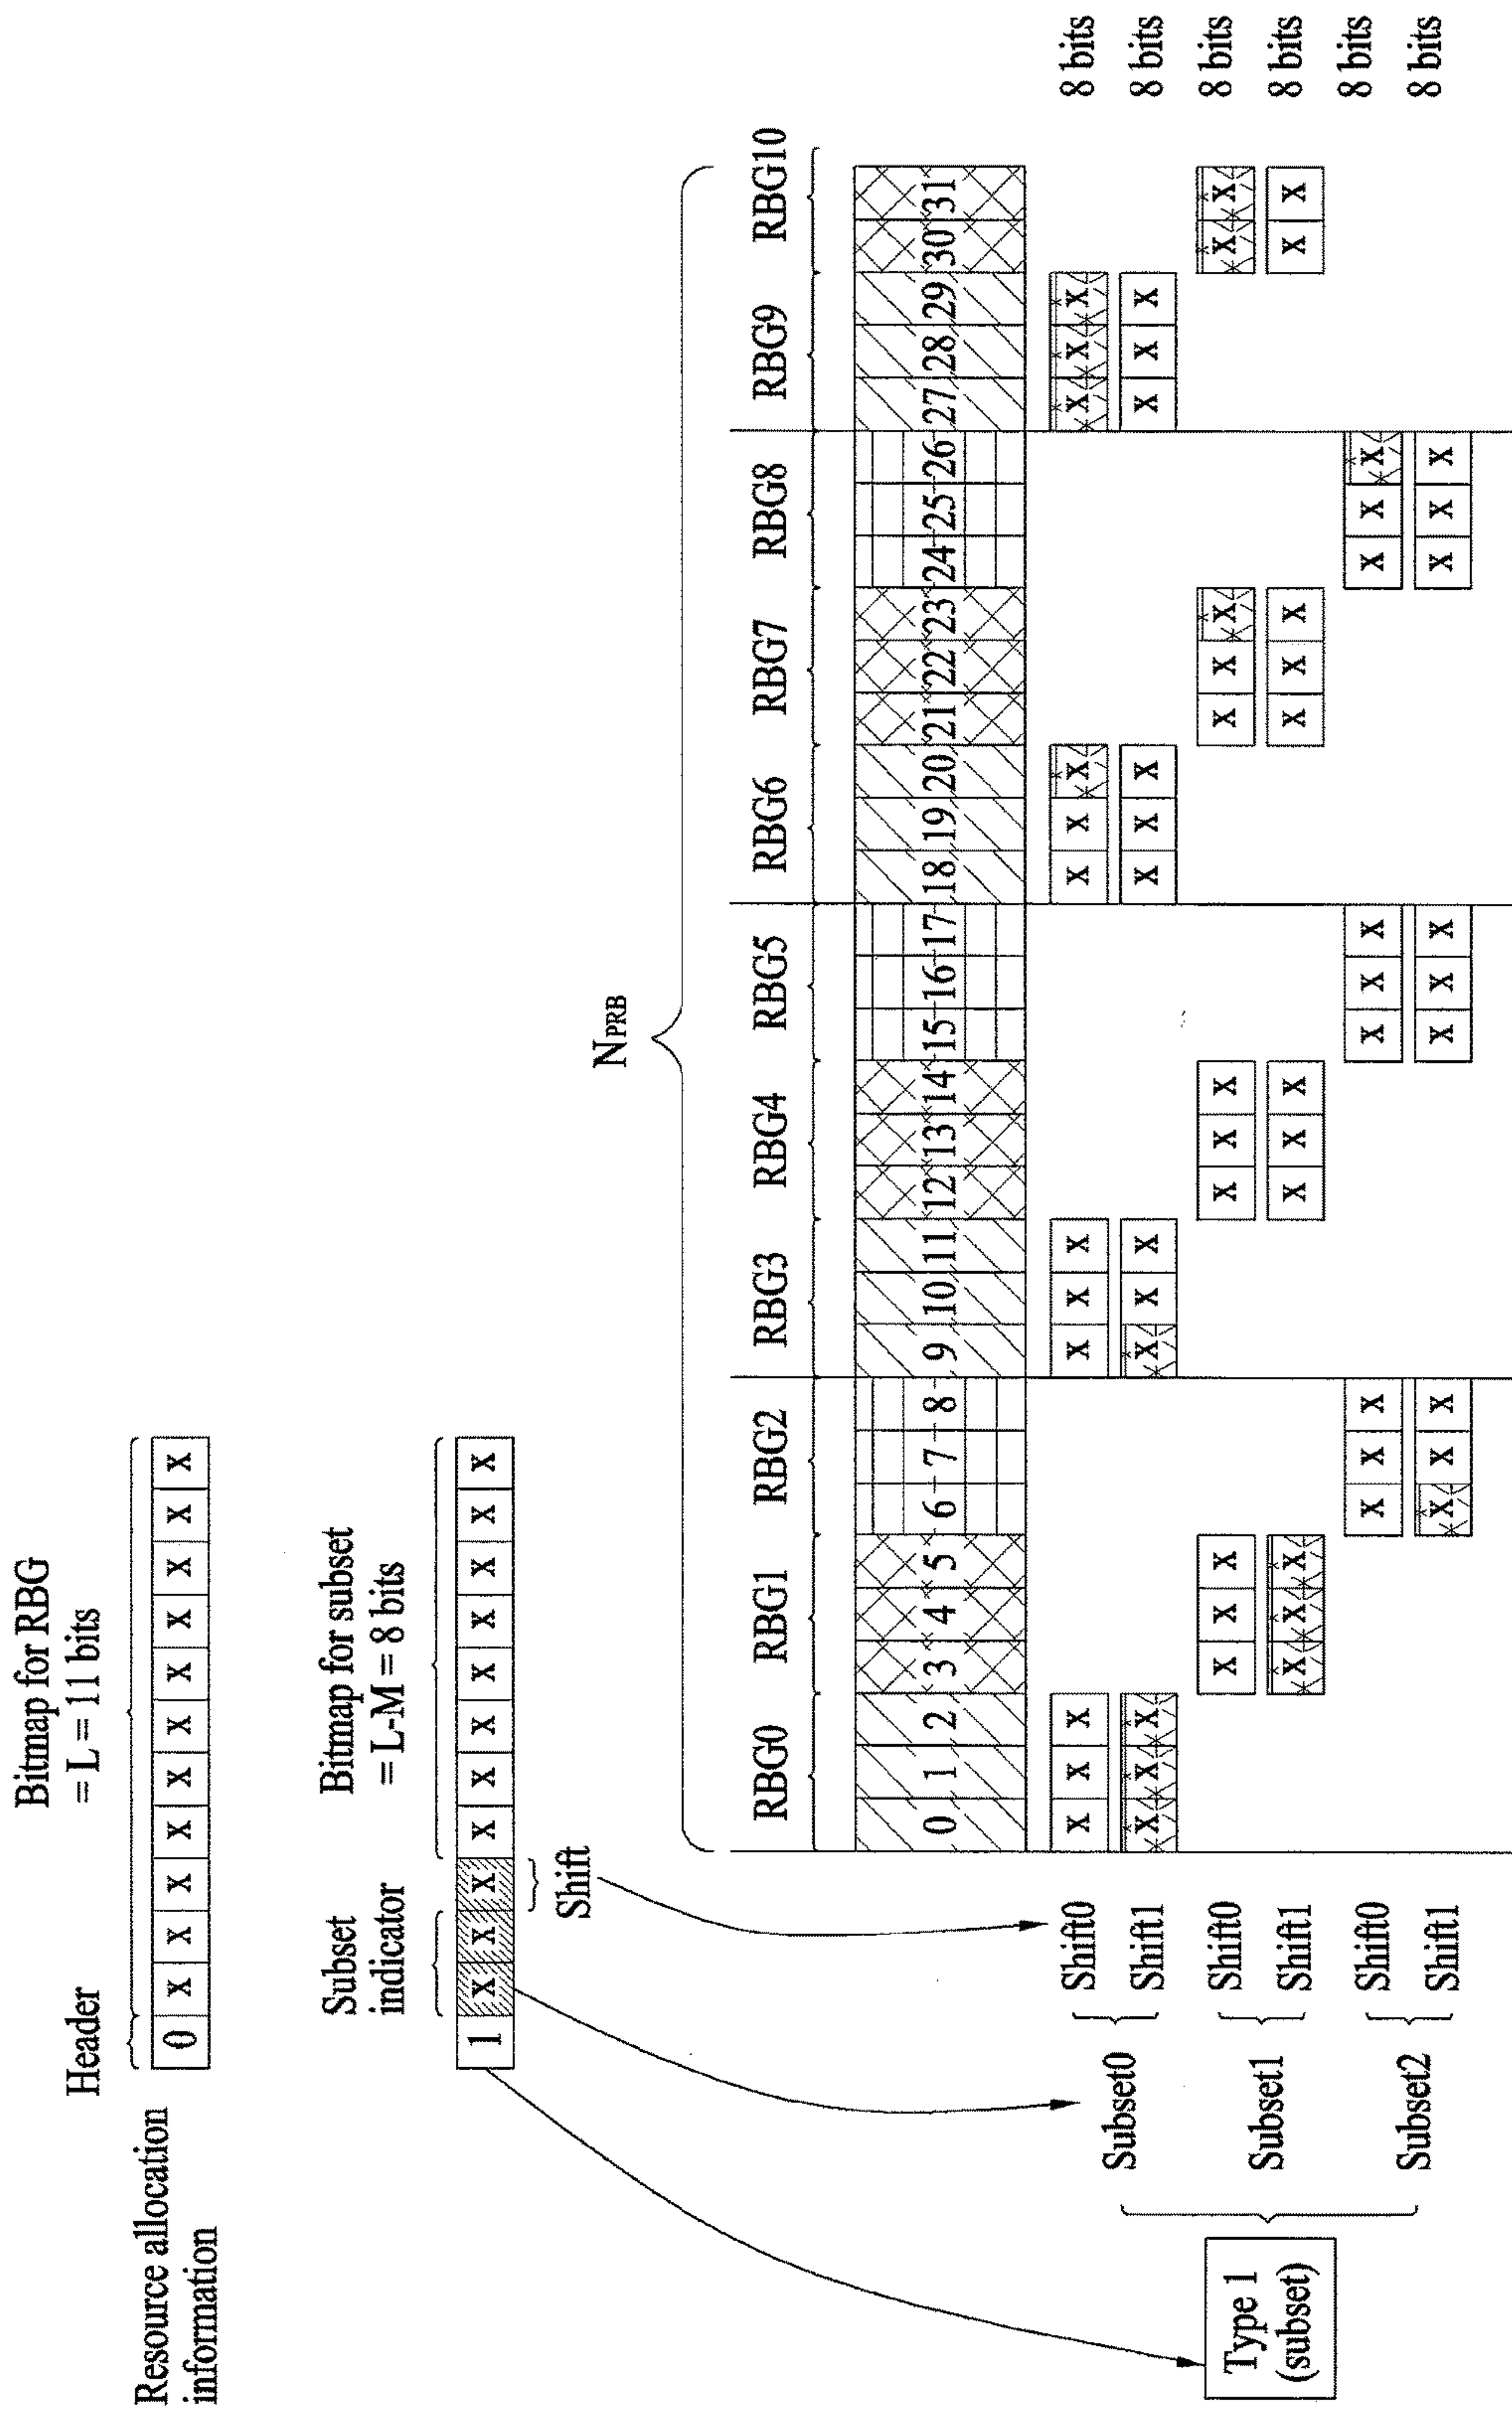 Header
Bitmap for RBG
= L = 11 bits
Resource allocation
information
0 X X X X X X X X X X X
Subset
indicator
Bitmap for subset
= L-M = 8 bits
1 X X X X X X X X X X X
Shift
NPRB
RBG0 RBG1 RBG2 RBG3 RBG4 RBG5 RBG6 RBG7 RBG8 RBG9 RBG10
0 1 2 3 4 5 6 7 8 9 10 11 12 13 14 15 16 17 18 19 20 21 22 23 24 25 26 27 28 29 30 31
Type 1
(subset)
Subset0
Shift0 X X X X X X X X X X X X 8 bits
Shift1 X X X X X X X X X X X X 8 bits
Subset1
Shift0 X X X X X X X X X X X 8 bits
Shift1 X X X X X X X X X X X 8 bits
Subset2
Shift0 X X X X X X X X X 8 bits
Shift1 X X X X X X X X X 8 bits